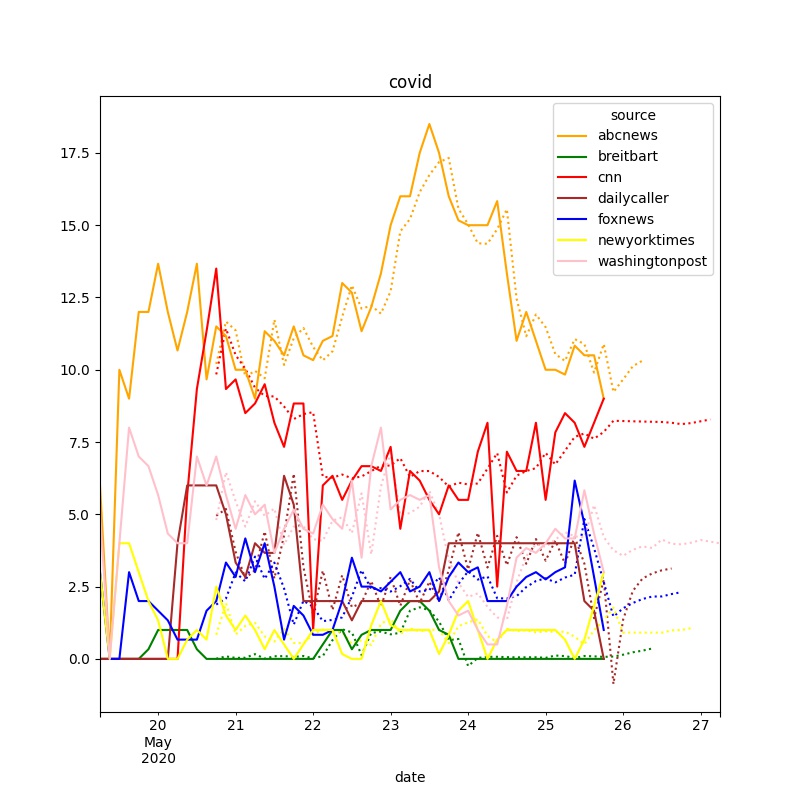 covid
source
abcnews
breitbart
cnn
dailycaller
foxnews
newyorktimes
washingtonpost
17.5
15.0
12.5
10.0
7.5
5.0
2.5
0.0
20 21 22 23 24 25 26 27
May
2020
date